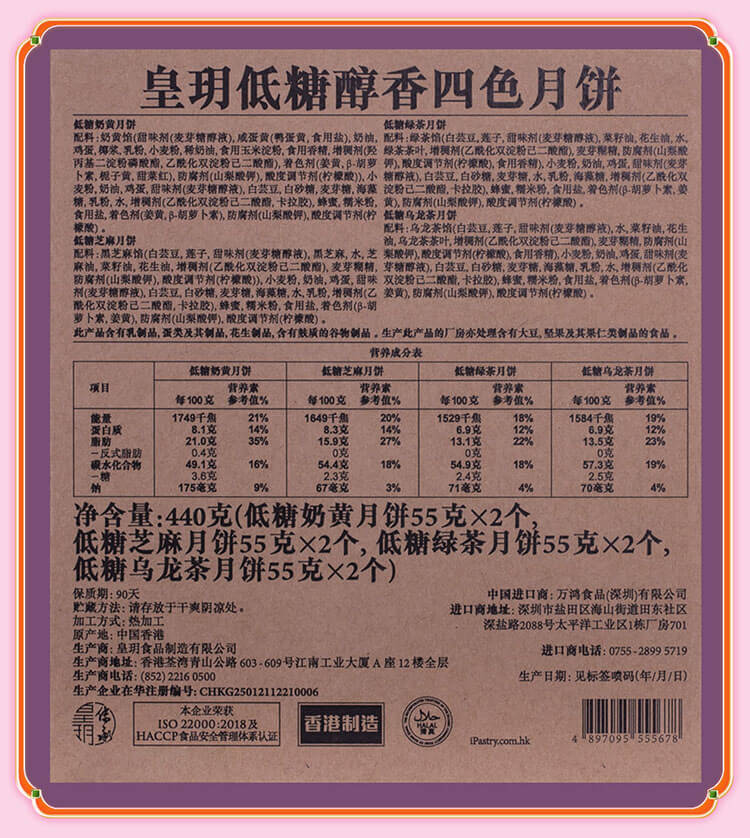 皇玥低糖醇香四色月饼
低糖奶黄月饼
配料:奶黄馅(甜味剂(麦芽糖醇液),咸蛋黄(鸭蛋黄,食用盐),奶油,
鸡蛋,椰浆,乳粉,小麦粉,稀奶油,食用玉米淀粉,食用香精,增稠剂(羟
丙基二淀粉磷酸酯,乙酰化双淀粉己二酸酯),着色剂(姜黄,β-胡萝
卜素,栀子黄,甜菜红),防腐剂(山梨酸钾),酸度调节剂(柠檬酸)),小
麦粉,奶油,鸡蛋,甜味剂(麦芽糖醇液),白芸豆,白砂糖,麦芽糖,海藻
糖,乳粉,水,增稠剂(乙酰化双淀粉己二酸酯,卡拉胶),蜂蜜,糯米粉,
食用盐,着色剂(姜黄,β-胡萝卜素),防腐剂(山梨酸钾),酸度调节剂(柠
檬酸)。
低糖芝麻月饼
配料:黑芝麻馅(白芸豆,莲子,甜味剂(麦芽糖醇液),黑芝麻,水,芝
麻油,菜籽油,花生油,增稠剂(乙酰化双淀粉己二酸酯),麦芽糊精,
防腐剂(山梨酸钾),酸度调节剂(柠檬酸)),小麦粉,奶油,鸡蛋,甜味
剂(麦芽糖醇液),白芸豆,白砂糖,麦芽糖,海藻糖,水,乳粉,增稠剂(乙
酰化双淀粉己二酸酯,卡拉胶),蜂蜜,糯米粉,食用盐,着色剂(β-胡
萝卜素,姜黄),防腐剂(山梨酸钾),酸度调节剂(柠檬酸)。
低糖绿茶月饼
配料:绿茶馅(白芸豆,莲子,甜味剂(麦芽糖醇液),菜籽油,花生油,水,
绿茶茶叶,增稠剂(乙酰化双淀粉己二酸酯),麦芽糊精,防腐剂(山梨酸
钾),酸度调节剂(柠檬酸),食用香精),小麦粉,奶油,鸡蛋,甜味剂(麦芽
糖醇液),白芸豆,白砂糖,麦芽糖,海藻糖,乳粉,水,增稠剂(乙酰化双淀
粉己二酸酯,卡拉胶),蜂蜜,糯米粉,食用盐,着色剂(β-胡萝卜素,姜
黄),防腐剂(山梨酸钾),酸度调节剂(柠檬酸)。
低糖乌龙茶月饼
配料:乌龙茶馅(白芸豆,莲子,甜味剂(麦芽糖醇液),水,菜籽油,花生
油,乌龙茶茶叶,增稠剂(乙酰化双淀粉己二酸酯),麦芽糊精,防腐剂(山
梨酸钾),酸度调节剂(柠檬酸),食用香精),小麦粉,奶油,鸡蛋,甜味剂(麦
芽糖醇液),白芸豆,白砂糖,麦芽糖,海藻糖,乳粉,水,增稠剂(乙酰化双
淀粉己二酸酯,卡拉胶),蜂蜜,糯米粉,食用盐,着色剂(β-胡萝卜素,
姜黄),防腐剂(山梨酸钾),酸度调节剂(柠檬酸)。
此产品含有乳制品,蛋类及其制品,花生制品,含有麸质的谷物制品。生产此产品的厂房亦处理含有大豆,坚果及其果仁类制品的食品。
营养成分表
项目 低糖奶黄月饼 低糖芝麻月饼 低糖绿茶月饼 低糖乌龙茶月饼
每100克 营养素参考值% 每100克 营养素参考值% 每100克 营养素参考值% 每100克 营养素参考值%
能量 1749千焦 21% 1649千焦 20% 1529千焦 18% 1584千焦 19%
蛋白质 8.1克 14% 8.3克 14% 6.9克 12% 6.9克 12%
脂肪 21.0克 35% 15.9克 27% 13.1克 22% 13.5克 23%
-反式脂肪 0.4克 0克 0克 0克
碳水化合物 49.1克 16% 54.4克 18% 54.9克 18% 57.3克 19%
-糖 3.6克 2.3克 2.4克 2.5克
钠 175毫克 9% 67毫克 3% 71毫克 4% 70毫克 4%
净含量:440克(低糖奶黄月饼55克×2个,
低糖芝麻月饼55克×2个,低糖绿茶月饼55克×2个,
低糖乌龙茶月饼55克×2个)
保质期:90天
贮藏方法:请存放于干爽阴凉处。
加工方式:热加工
原产地:中国香港
生产商:皇玥食品制造有限公司
生产商地址:香港荃湾青山公路603-609号江南工业大厦A座12楼全层
生产商电话:(852) 2216 0500
生产企业在华注册编号:CHKG25012112210006
中国进口商:万鸿食品(深圳)有限公司
进口商地址:深圳市盐田区海山街道田东社区
深盐路2088号太平洋工业区1栋厂房701
进口商电话:0755-2899 5719
生产日期:见标签喷码(年/月/日)
皇玥
本企业荣获
ISO 22000:2018及
HACCP食品安全管理体系认证
香港制造
HALAL
iPastry.com.hk
4 897095 555678